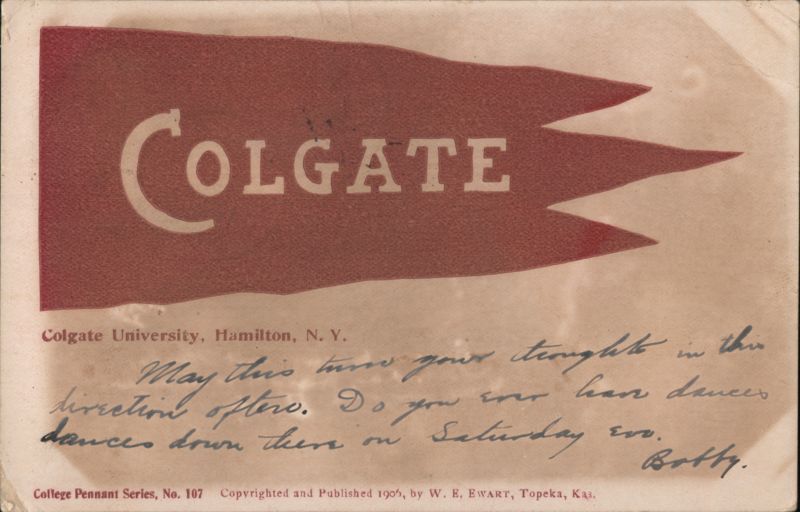 COLGATE
Colgate University, Hamilton, N. Y.
May this turn your thoughts in this
direction often. Do you ever have dances
dances down there on Saturday Eve.
Bobby.
College Pennant Series, No. 107 Copyrighted and Published 1905, by W. E. EWART, Topeka, Kas.